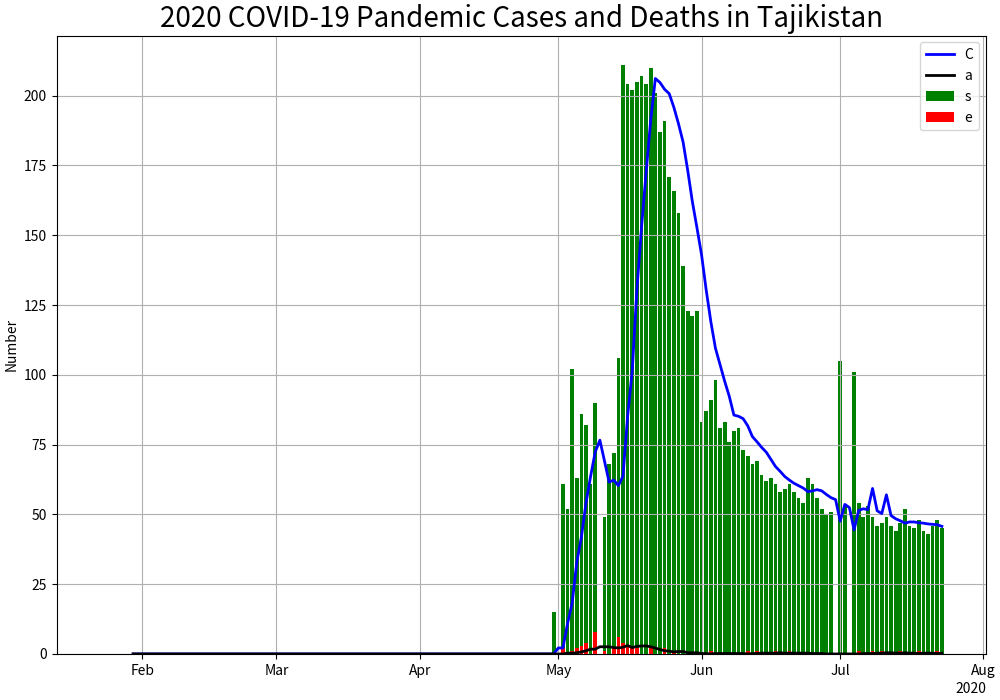 2020 COVID-19 Pandemic Cases and Deaths in Tajikistan
C
a
s
e
Number
200
175
150
125
100
75
50
25
0
Feb Mar Apr May Jun Jul Aug
2020